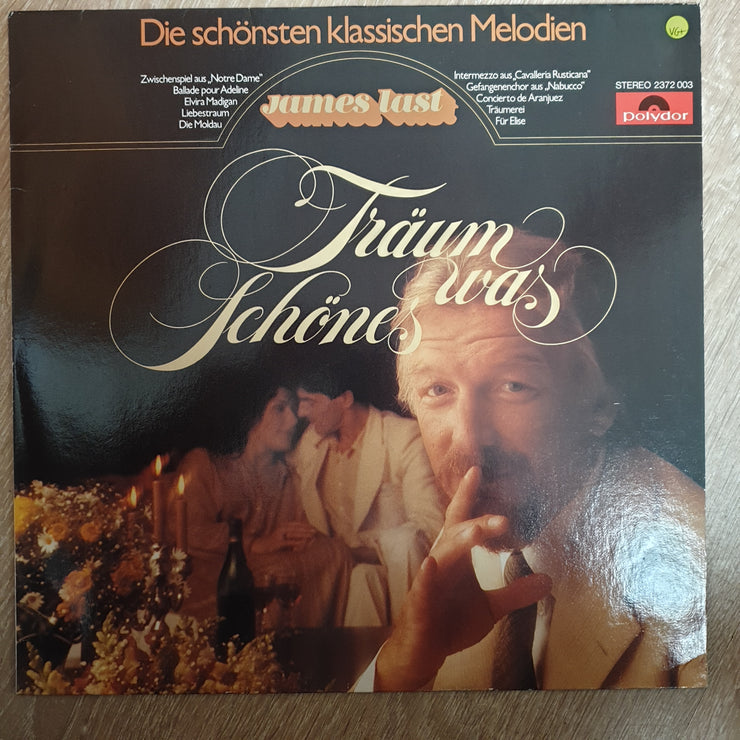 Die schönsten klassischen Melodien
VG+
Zwischenspiel aus „Notre Dame"
Ballade pour Adeline
Elvira Madigan
Liebestraum
Die Moldau
james last
Intermezzo aus „Cavalleria Rusticana"
Gefangenenchor aus „Nabucco"
Concierto de Aranjuez
Träumerei
Für Elise
STEREO 2372 003
polydor
Träum
was
Schönes